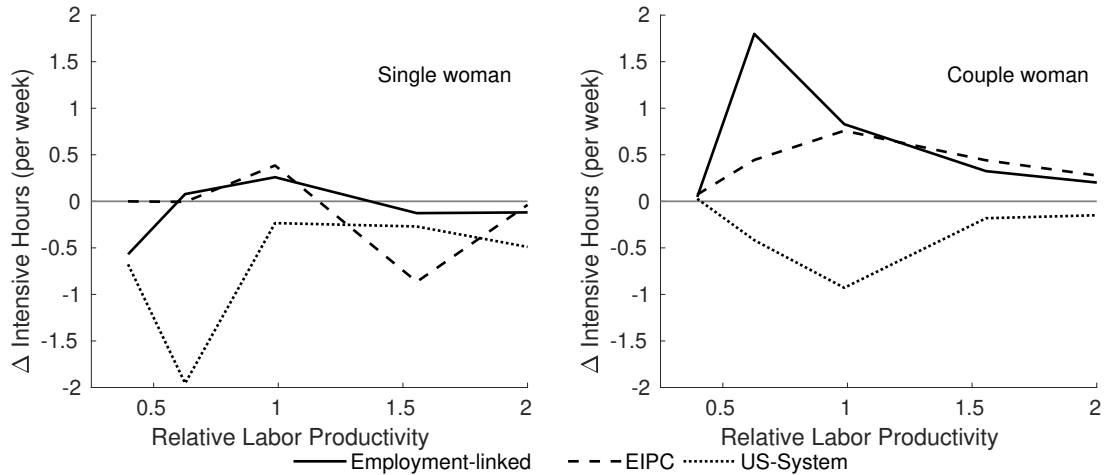 Δ Intensive Hours (per week)
2
1.5
1
0.5
0
-0.5
-1
-1.5
-2
Single woman
0.5
1
1.5
2
Relative Labor Productivity
Δ Intensive Hours (per week)
2
1.5
1
0.5
0
-0.5
-1
-1.5
-2
Couple woman
0.5
1
1.5
2
Relative Labor Productivity
Employment-linked
EIPC
US-System